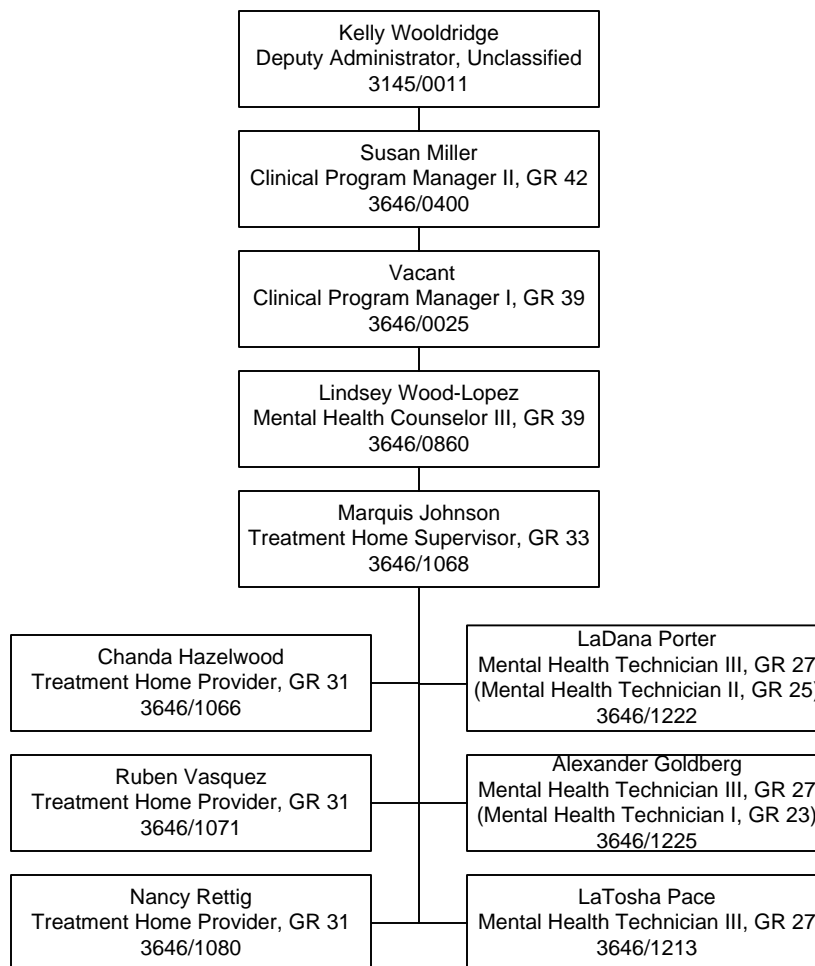 Kelly Wooldridge
Deputy Administrator, Unclassified
3145/0011
Susan Miller
Clinical Program Manager II, GR 42
3646/0400
Vacant
Clinical Program Manager I, GR 39
3646/0025
Lindsey Wood-Lopez
Mental Health Counselor III, GR 39
3646/0860
Marquis Johnson
Treatment Home Supervisor, GR 33
3646/1068
Chanda Hazelwood
Treatment Home Provider, GR 31
3646/1066
LaDana Porter
Mental Health Technician III, GR 27
(Mental Health Technician II, GR 25)
3646/1222
Ruben Vasquez
Treatment Home Provider, GR 31
3646/1071
Alexander Goldberg
Mental Health Technician III, GR 27
(Mental Health Technician I, GR 23)
3646/1225
Nancy Rettig
Treatment Home Provider, GR 31
3646/1080
LaTosha Pace
Mental Health Technician III, GR 27
3646/1213